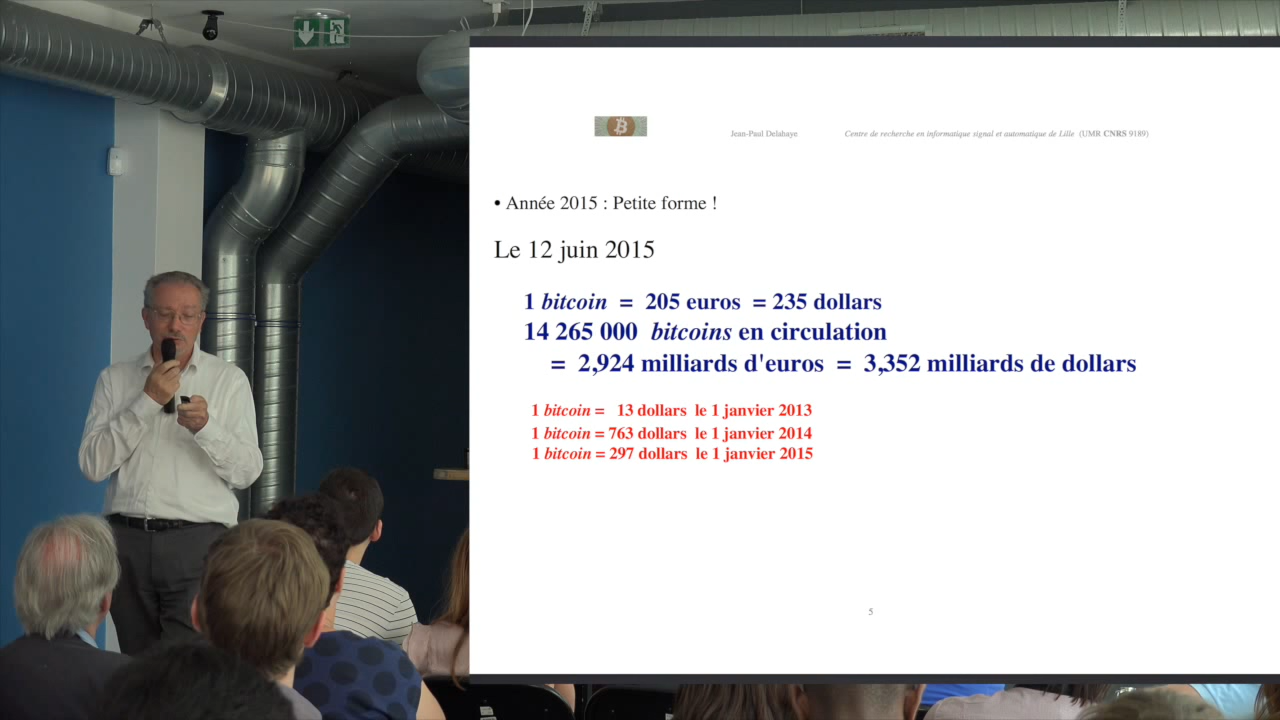 Jean-Paul Delahaye Centre de recherche en informatique signal et automatique de Lille (UMR CNRS 9189)
• Année 2015 : Petite forme !
Le 12 juin 2015
1 bitcoin = 205 euros = 235 dollars
14 265 000 bitcoins en circulation
= 2,924 milliards d'euros = 3,352 milliards de dollars
1 bitcoin = 13 dollars le 1 janvier 2013
1 bitcoin = 763 dollars le 1 janvier 2014
1 bitcoin = 297 dollars le 1 janvier 2015
5